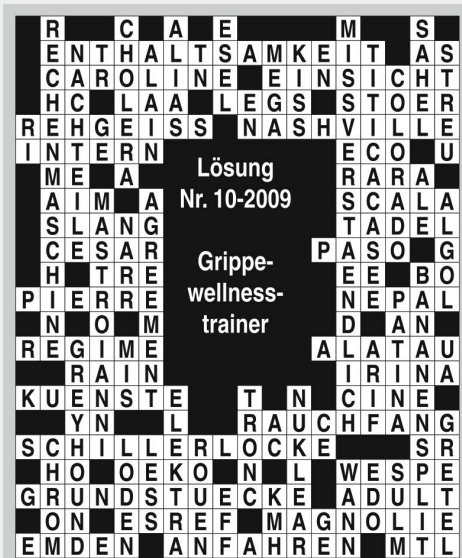 R C A E M S
ENTHALTSAMKEIT AS
CAROLINE EINSICHT
HC LAA LEGS STOER
REHGEISS NASHVILLE
INTERN ECO U
ME A RARA
AIM A SCALA
SLANG TADEL
CESAR PASO G
H TRE EE BO
PIERRE NEPAL
N O M D AN
REGIME ALATAU
RAIN IRINA
KUENSTE T N CINE
YN L RAUCHFANG
SCHILLERLOCKE SR
HO OEKO N L WESPE
GRUNDSTUECKE ADULT
ON ESREF MAGNOLIE
EMDEN ANFAHREN MTL
Lösung
Nr. 10-2009
Grippe-
wellness-
trainer